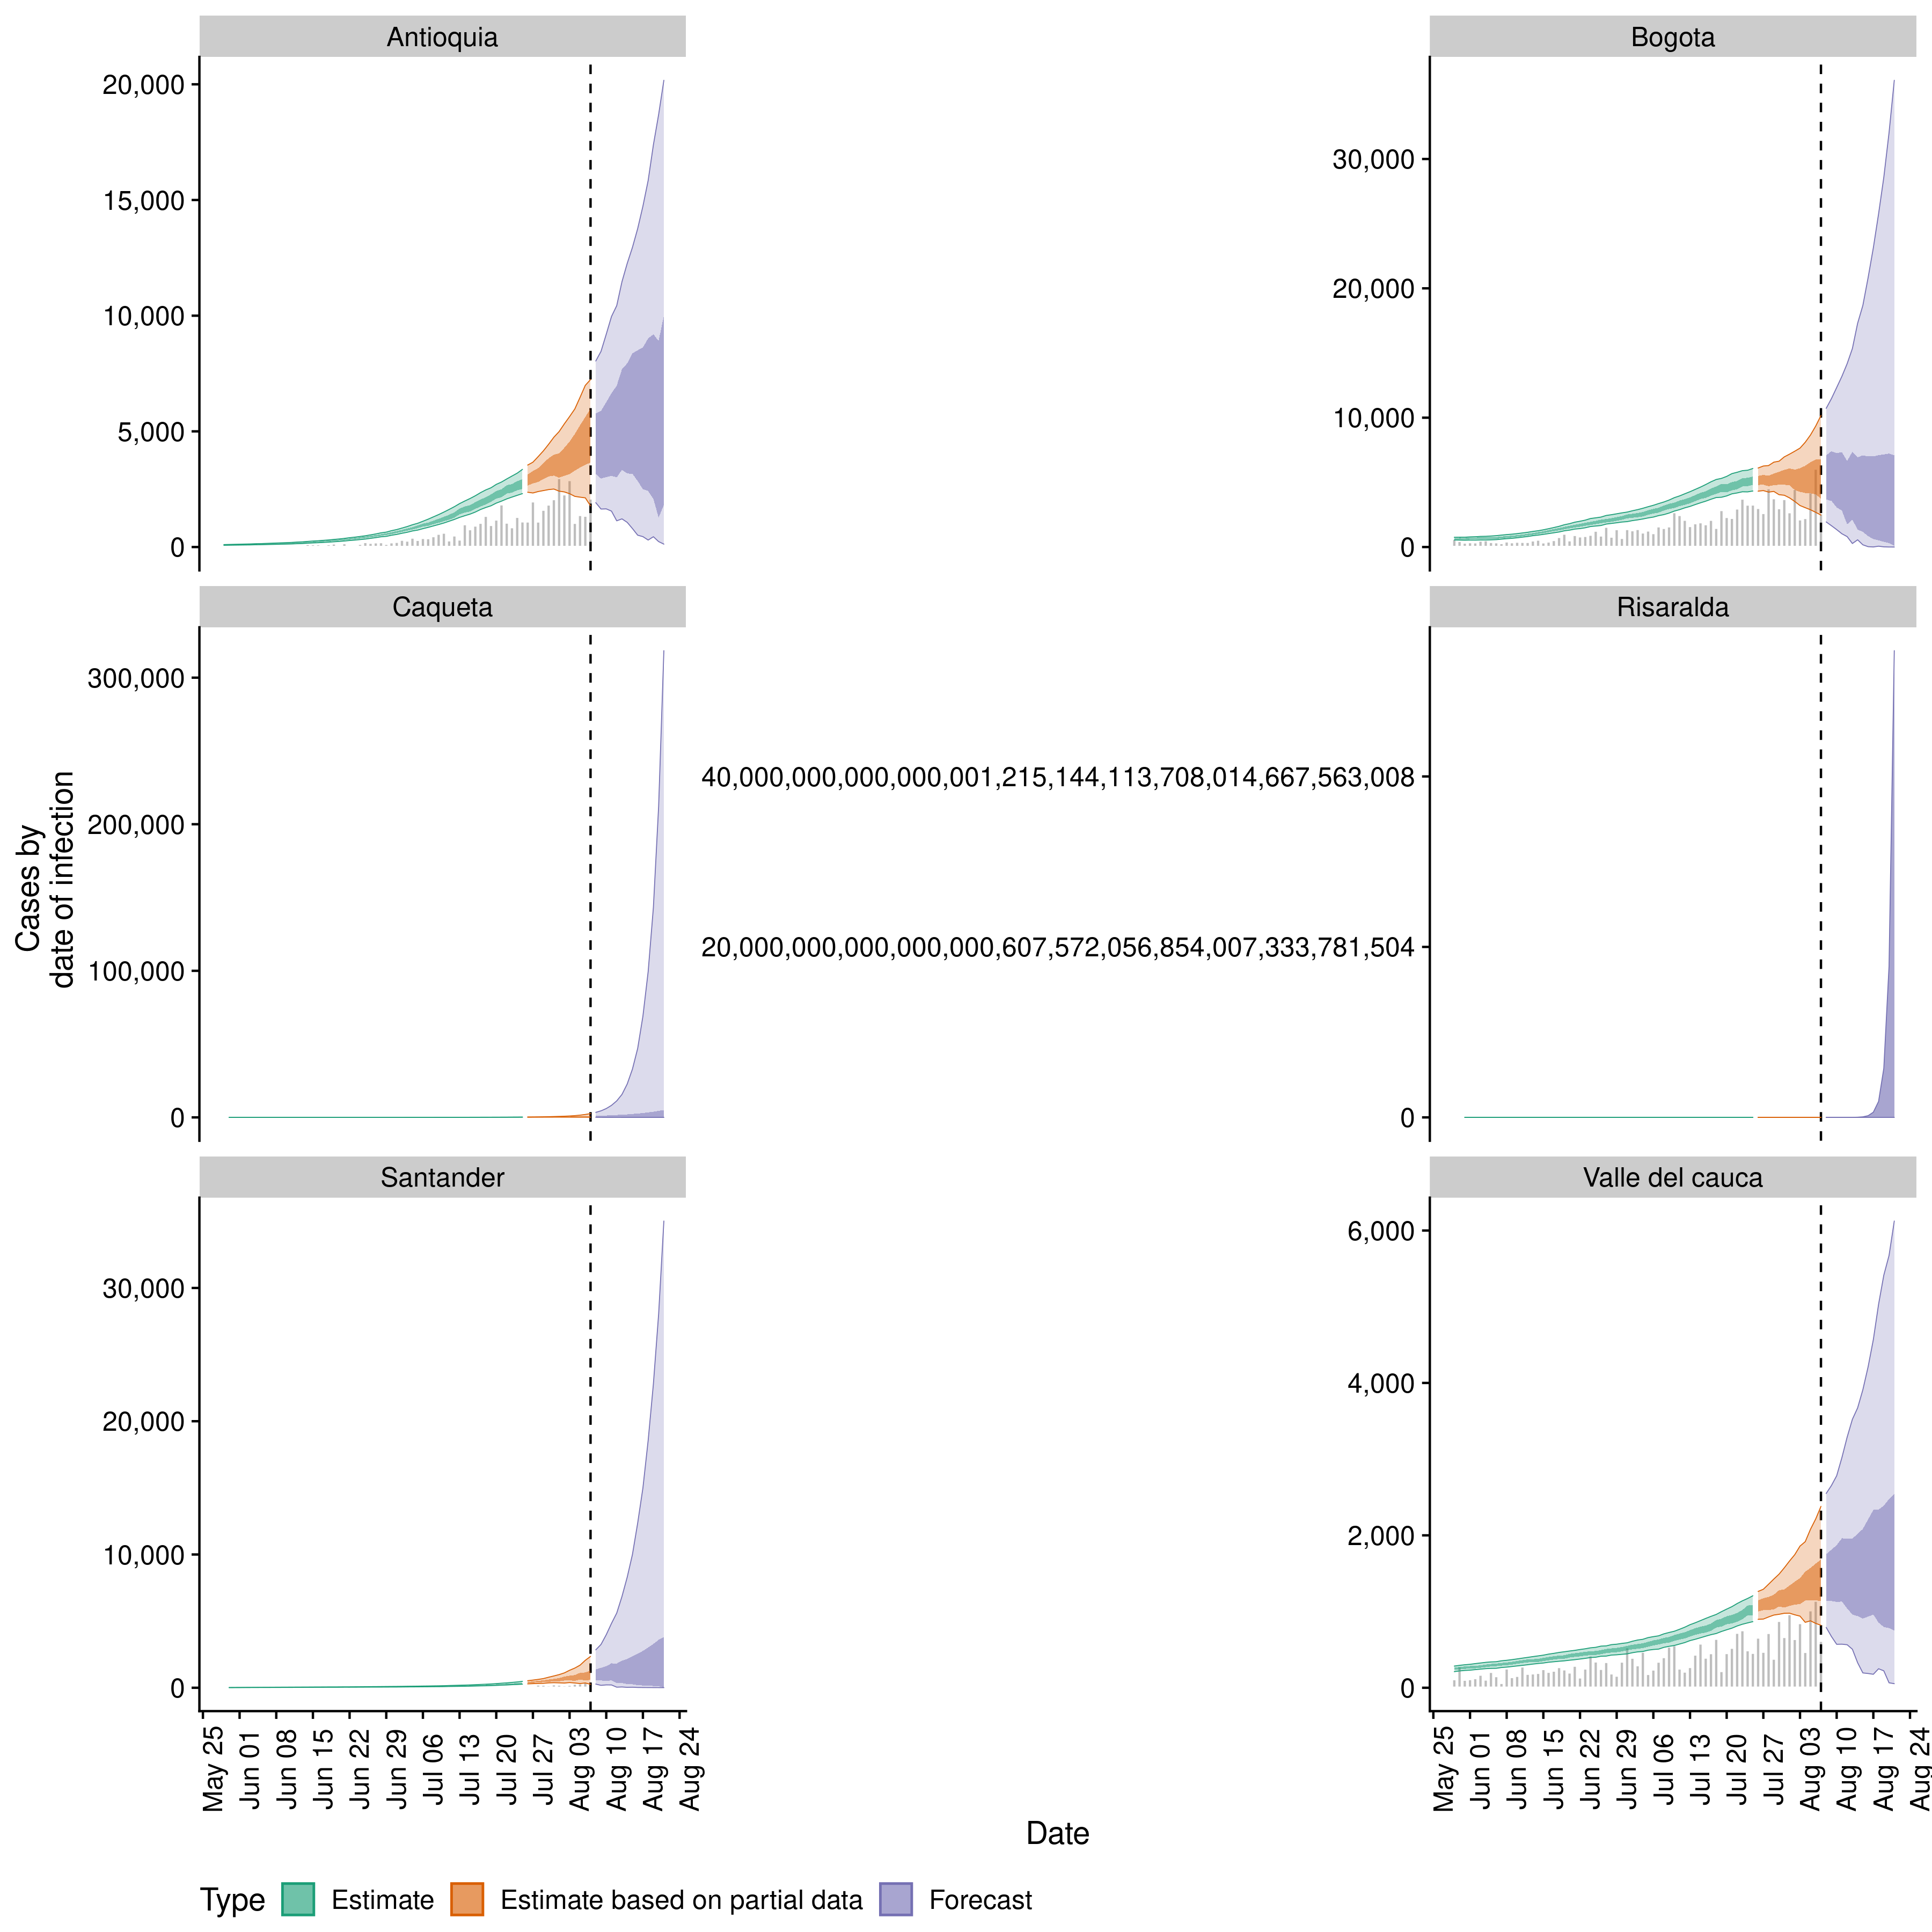 Antioquia
20,000
15,000
10,000
5,000
0
Bogota
30,000
20,000
10,000
0
Caqueta
300,000
200,000
100,000
0
Risaralda
40,000,000,000,000,001,215,144,113,708,014,667,563,008
20,000,000,000,000,000,607,572,056,854,007,333,781,504
0
Santander
30,000
20,000
10,000
0
Valle del cauca
6,000
4,000
2,000
0
Cases by
date of infection
May 25
Jun 01
Jun 08
Jun 15
Jun 22
Jun 29
Jul 06
Jul 13
Jul 20
Jul 27
Aug 03
Aug 10
Aug 17
Aug 24
May 25
Jun 01
Jun 08
Jun 15
Jun 22
Jun 29
Jul 06
Jul 13
Jul 20
Jul 27
Aug 03
Aug 10
Aug 17
Aug 24
Date
Type Estimate Estimate based on partial data Forecast